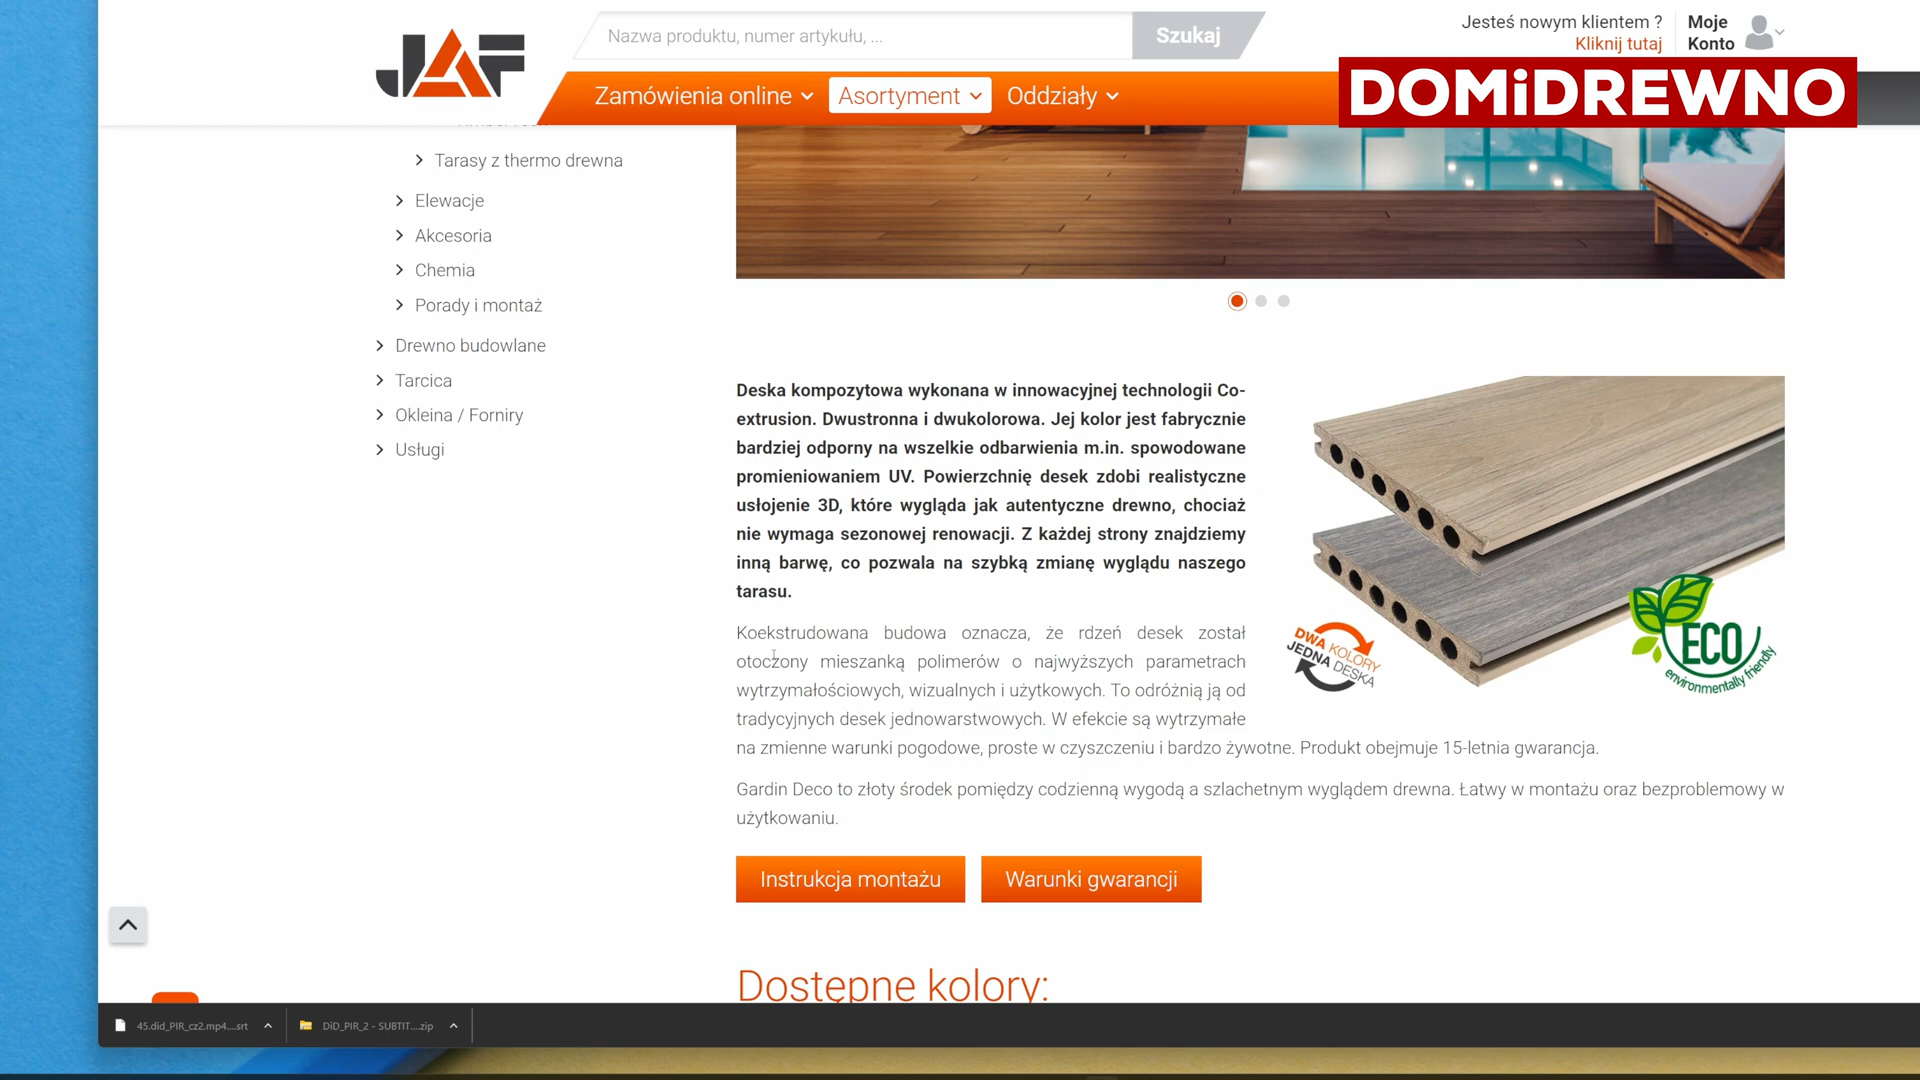 JAF
Nazwa produktu, numer artykułu, ...
Szukaj
Jesteś nowym klientem ?
Kliknij tutaj
Moje
Konto
Zamówienia online
Asortyment
Oddziały
DOMiDREWNO
Tarasy z thermo drewna
Elewacje
Akcesoria
Chemia
Porady i montaż
Drewno budowlane
Tarcica
Okleina / Forniry
Usługi
Deska kompozytowa wykonana w innowacyjnej technologii Co-
extrusion. Dwustronna i dwukolorowa. Jej kolor jest fabrycznie
bardziej odporny na wszelkie odbarwienia m.in. spowodowane
promieniowaniem UV. Powierzchnię desek zdobi realistyczne
usłojenie 3D, które wygląda jak autentyczne drewno, chociaż
nie wymaga sezonowej renowacji. Z każdej strony znajdziemy
inną barwę, co pozwala na szybką zmianę wyglądu naszego
tarasu.
Koekstrudowana budowa oznacza, że rdzeń desek został
otoczony mieszanką polimerów o najwyższych parametrach
wytrzymałościowych, wizualnych i użytkowych. To odróżnią ją od
tradycyjnych desek jednowarstwowych. W efekcie są wytrzymałe
na zmienne warunki pogodowe, proste w czyszczeniu i bardzo żywotne. Produkt obejmuje 15-letnia gwarancja.
DWA KOLORY
JEDNA DESKA
ECO
environmentally friendly
Gardin Deco to złoty środek pomiędzy codzienną wygodą a szlachetnym wyglądem drewna. Łatwy w montażu oraz bezproblemowy w
użytkowaniu.
Instrukcja montażu
Warunki gwarancji
Dostępne kolory:
45.did_PIR_cz2.mp4....srt
DiD_PIR_2 - SUBTIT....zip